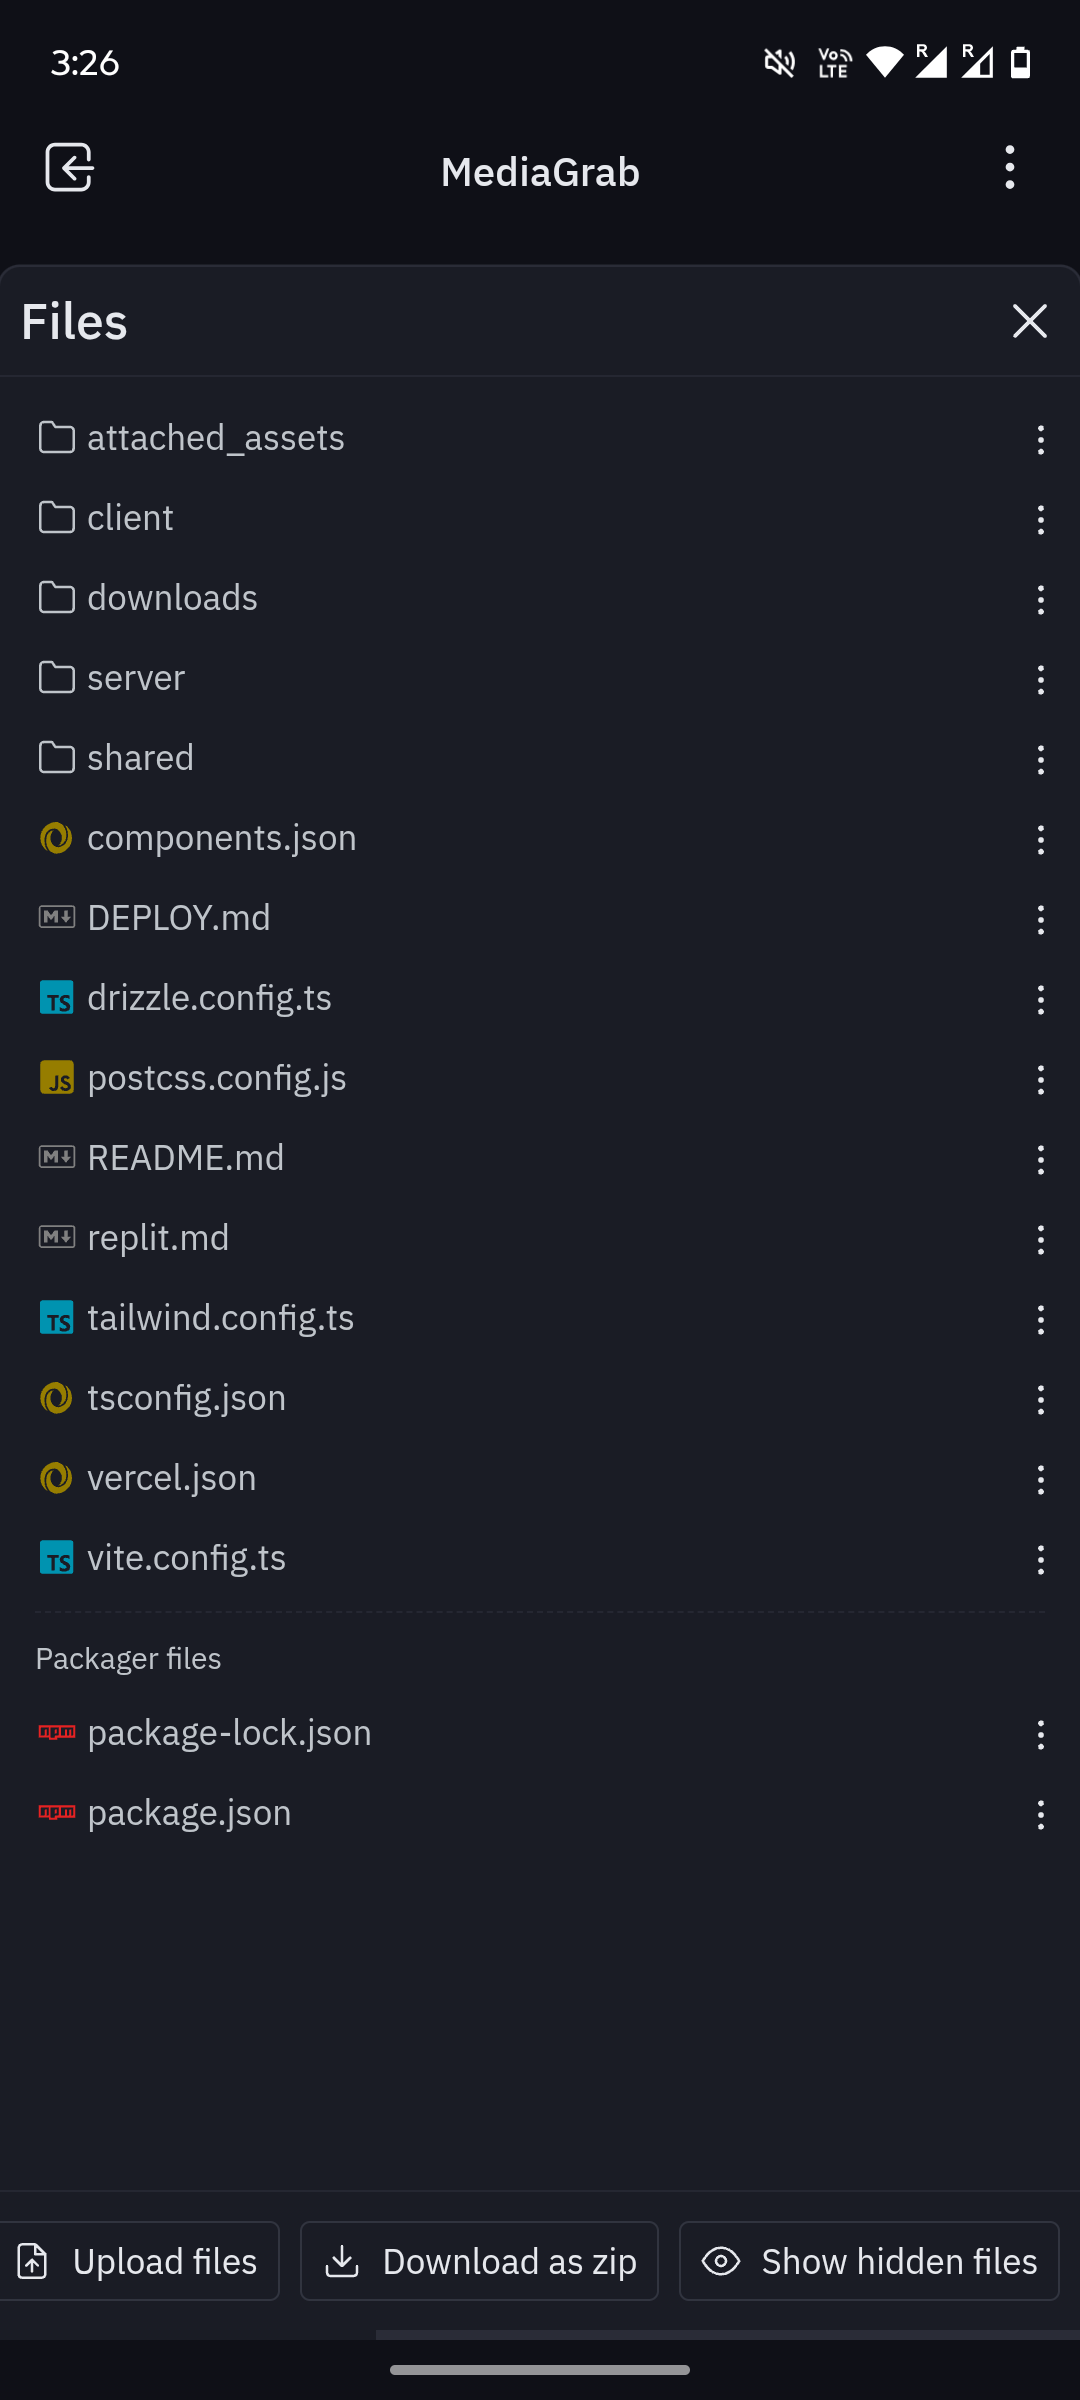 3:26
Vo LTE R R
MediaGrab
Files
attached_assets
client
downloads
server
shared
components.json
M DEPLOY.md
TS drizzle.config.ts
JS postcss.config.js
M README.md
M replit.md
TS tailwind.config.ts
tsconfig.json
vercel.json
TS vite.config.ts
Packager files
npm package-lock.json
npm package.json
Upload files Download as zip Show hidden files